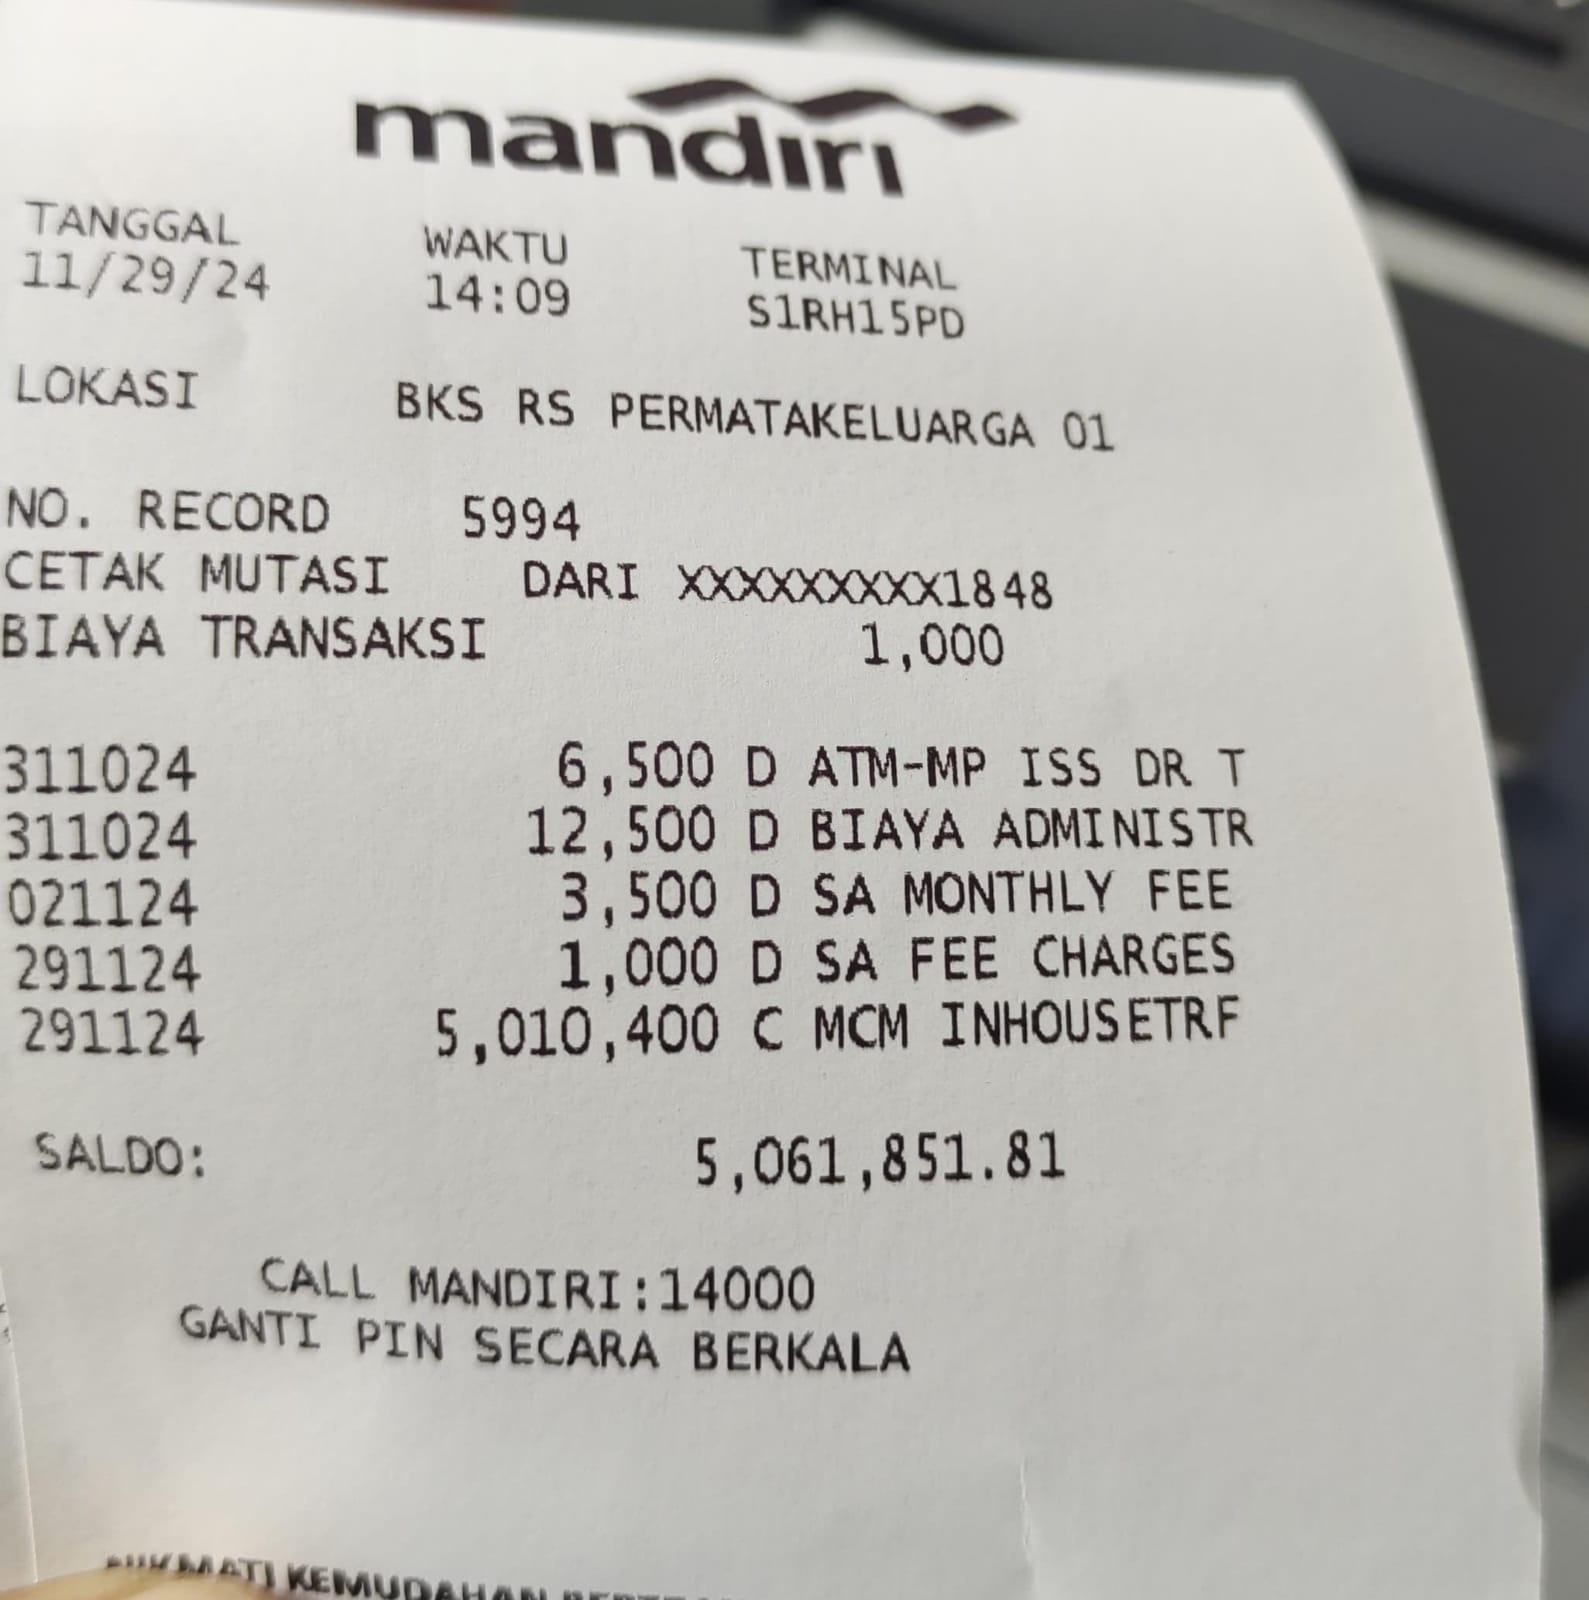 mandiri
TANGGAL WAKTU TERMINAL
11/29/24 14:09 S1RH15PD
LOKASI BKS RS PERMATAKELUARGA 01
NO. RECORD 5994
CETAK MUTASI DARI XXXXXXXXX1848
BIAYA TRANSAKSI 1,000
311024 6,500 D ATM-MP ISS DR T
311024 12,500 D BIAYA ADMINISTR
021124 3,500 D SA MONTHLY FEE
291124 1,000 D SA FEE CHARGES
291124 5,010,400 C MCM INHOUSETRF
SALDO: 5,061,851.81
CALL MANDIRI:14000
GANTI PIN SECARA BERKALA
KEMUDAHAN